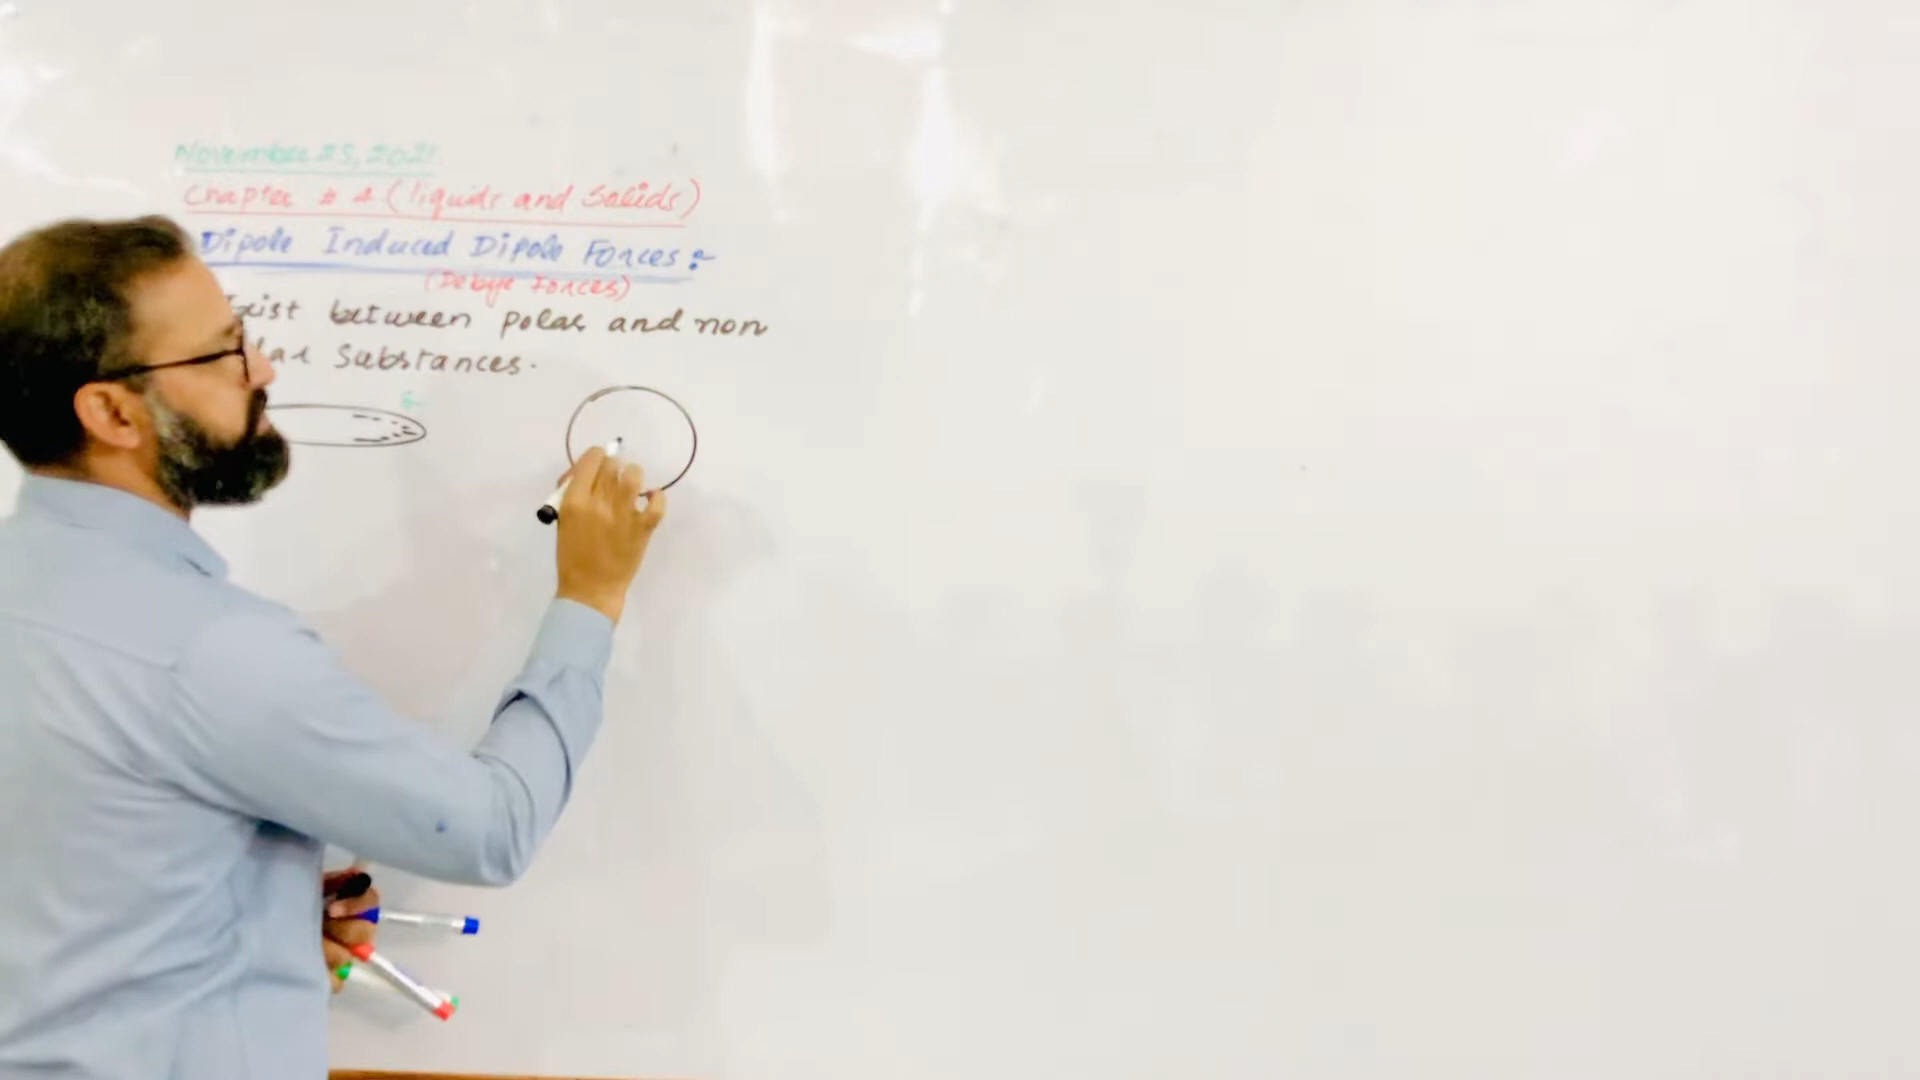 November 25, 2021.
Chapter # 4 (liquids and Solids)
Dipole Induced Dipole Forces:-
(Debye Forces)
Exist between polar and non
lar Substances.
δ-